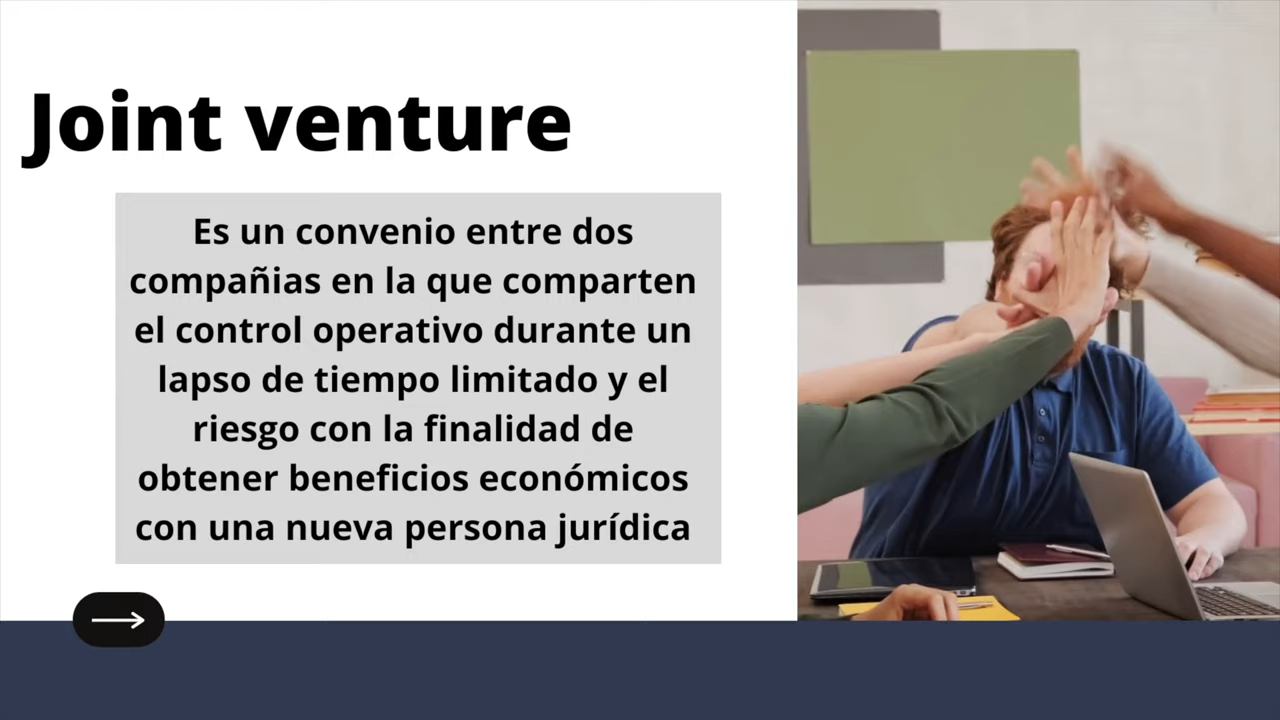 Joint venture
Es un convenio entre dos
compañias en la que comparten
el control operativo durante un
lapso de tiempo limitado y el
riesgo con la finalidad de
obtener beneficios económicos
con una nueva persona jurídica